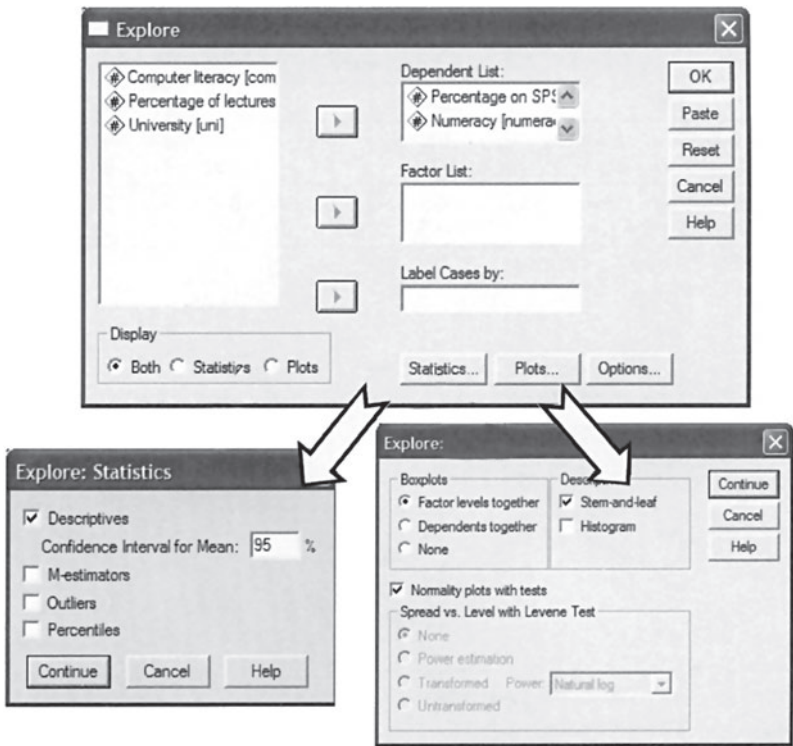 Explore
Computer literacy [com
Percentage of lectures
University [uni]
Dependent List:
Percentage on SPS
Numeracy [numera
Factor List:
Label Cases by:
OK
Paste
Reset
Cancel
Help
Display
Both
Statistics
Plots
Statistics...
Plots...
Options...
Explore: Statistics
Descriptives
Confidence Interval for Mean: 95 %
M-estimators
Outliers
Percentiles
Continue
Cancel
Help
Explore:
Boxplots
Factor levels together
Dependents together
None
Stem-and-leaf
Histogram
Continue
Cancel
Help
Normality plots with tests
Spread vs. Level with Levene Test
None
Power estimation
Transformed Power: Natural log
Untransformed